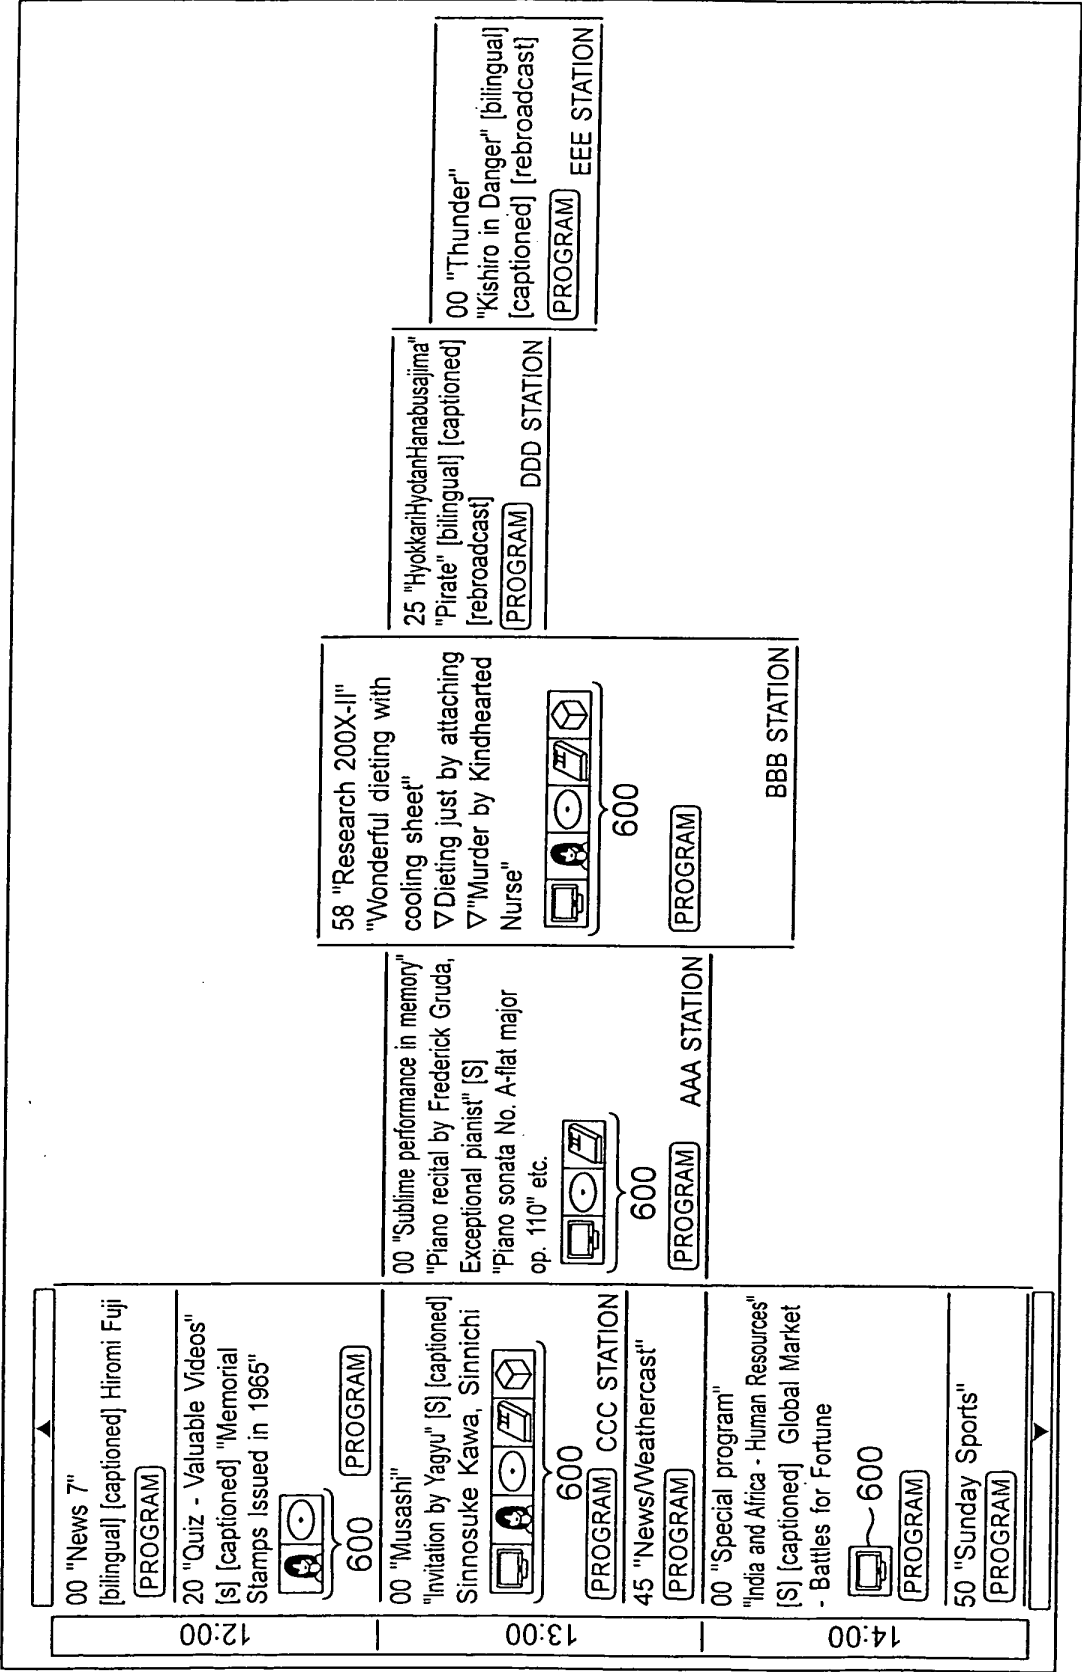 12:00
13:00
14:00
00 "News 7"
[bilingual] [captioned] Hiromi Fuji
PROGRAM
20 "Quiz - Valuable Videos"
[s] [captioned] "Memorial
Stamps Issued in 1965"
600
PROGRAM
00 "Musashi"
"Invitation by Yagyu" [S] [captioned]
Sinnosuke Kawa, Sinnichi
600
PROGRAM CCC STATION
45 "News/Weathercast"
PROGRAM
00 "Special program"
"India and Africa - Human Resources"
[S] [captioned] Global Market
- Battles for Fortune
600
PROGRAM
50 "Sunday Sports"
PROGRAM
00 "Sublime performance in memory"
"Piano recital by Frederick Gruda,
Exceptional pianist" [S]
"Piano sonata No. A-flat major
op. 110" etc.
600
PROGRAM AAA STATION
58 "Research 200X-II"
"Wonderful dieting with
cooling sheet"
▽Dieting just by attaching
▽"Murder by Kindhearted
Nurse"
600
PROGRAM
BBB STATION
25 "HyokkariHyotanHanabusajima"
"Pirate" [bilingual] [captioned]
[rebroadcast]
PROGRAM DDD STATION
00 "Thunder"
"Kishiro in Danger" [bilingual]
[captioned] [rebroadcast]
PROGRAM EEE STATION